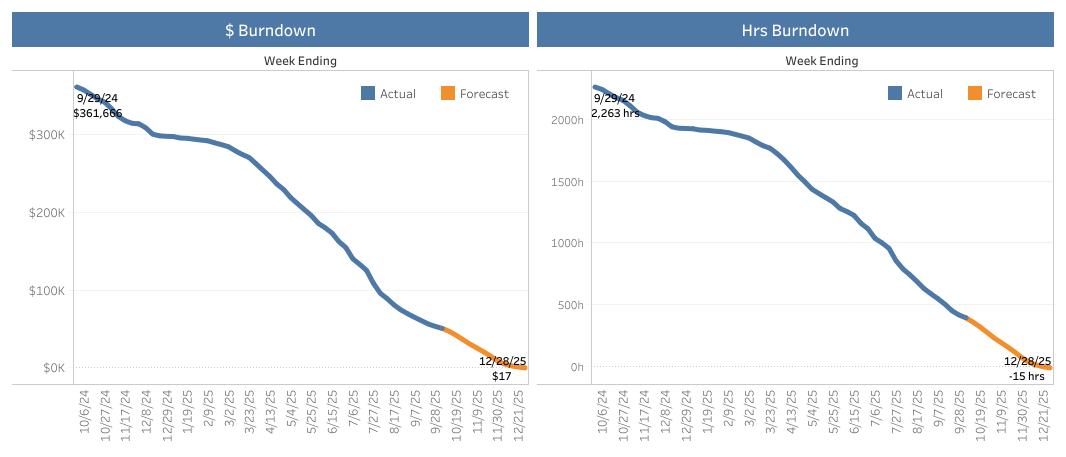 $ Burndown
Week Ending
Actual
Forecast
9/29/24
$361,666
$300K
$200K
$100K
$0K
12/28/25
$17
10/6/24
10/27/24
11/17/24
12/8/24
12/29/24
1/19/25
2/9/25
3/2/25
3/23/25
4/13/25
5/4/25
5/25/25
6/15/25
7/6/25
7/27/25
8/17/25
9/7/25
9/28/25
10/19/25
11/9/25
11/30/25
12/21/25
Hrs Burndown
Week Ending
Actual
Forecast
9/29/24
2,263 hrs
2000h
1500h
1000h
500h
0h
12/28/25
-15 hrs
10/6/24
10/27/24
11/17/24
12/8/24
12/29/24
1/19/25
2/9/25
3/2/25
3/23/25
4/13/25
5/4/25
5/25/25
6/15/25
7/6/25
7/27/25
8/17/25
9/7/25
9/28/25
10/19/25
11/9/25
11/30/25
12/21/25